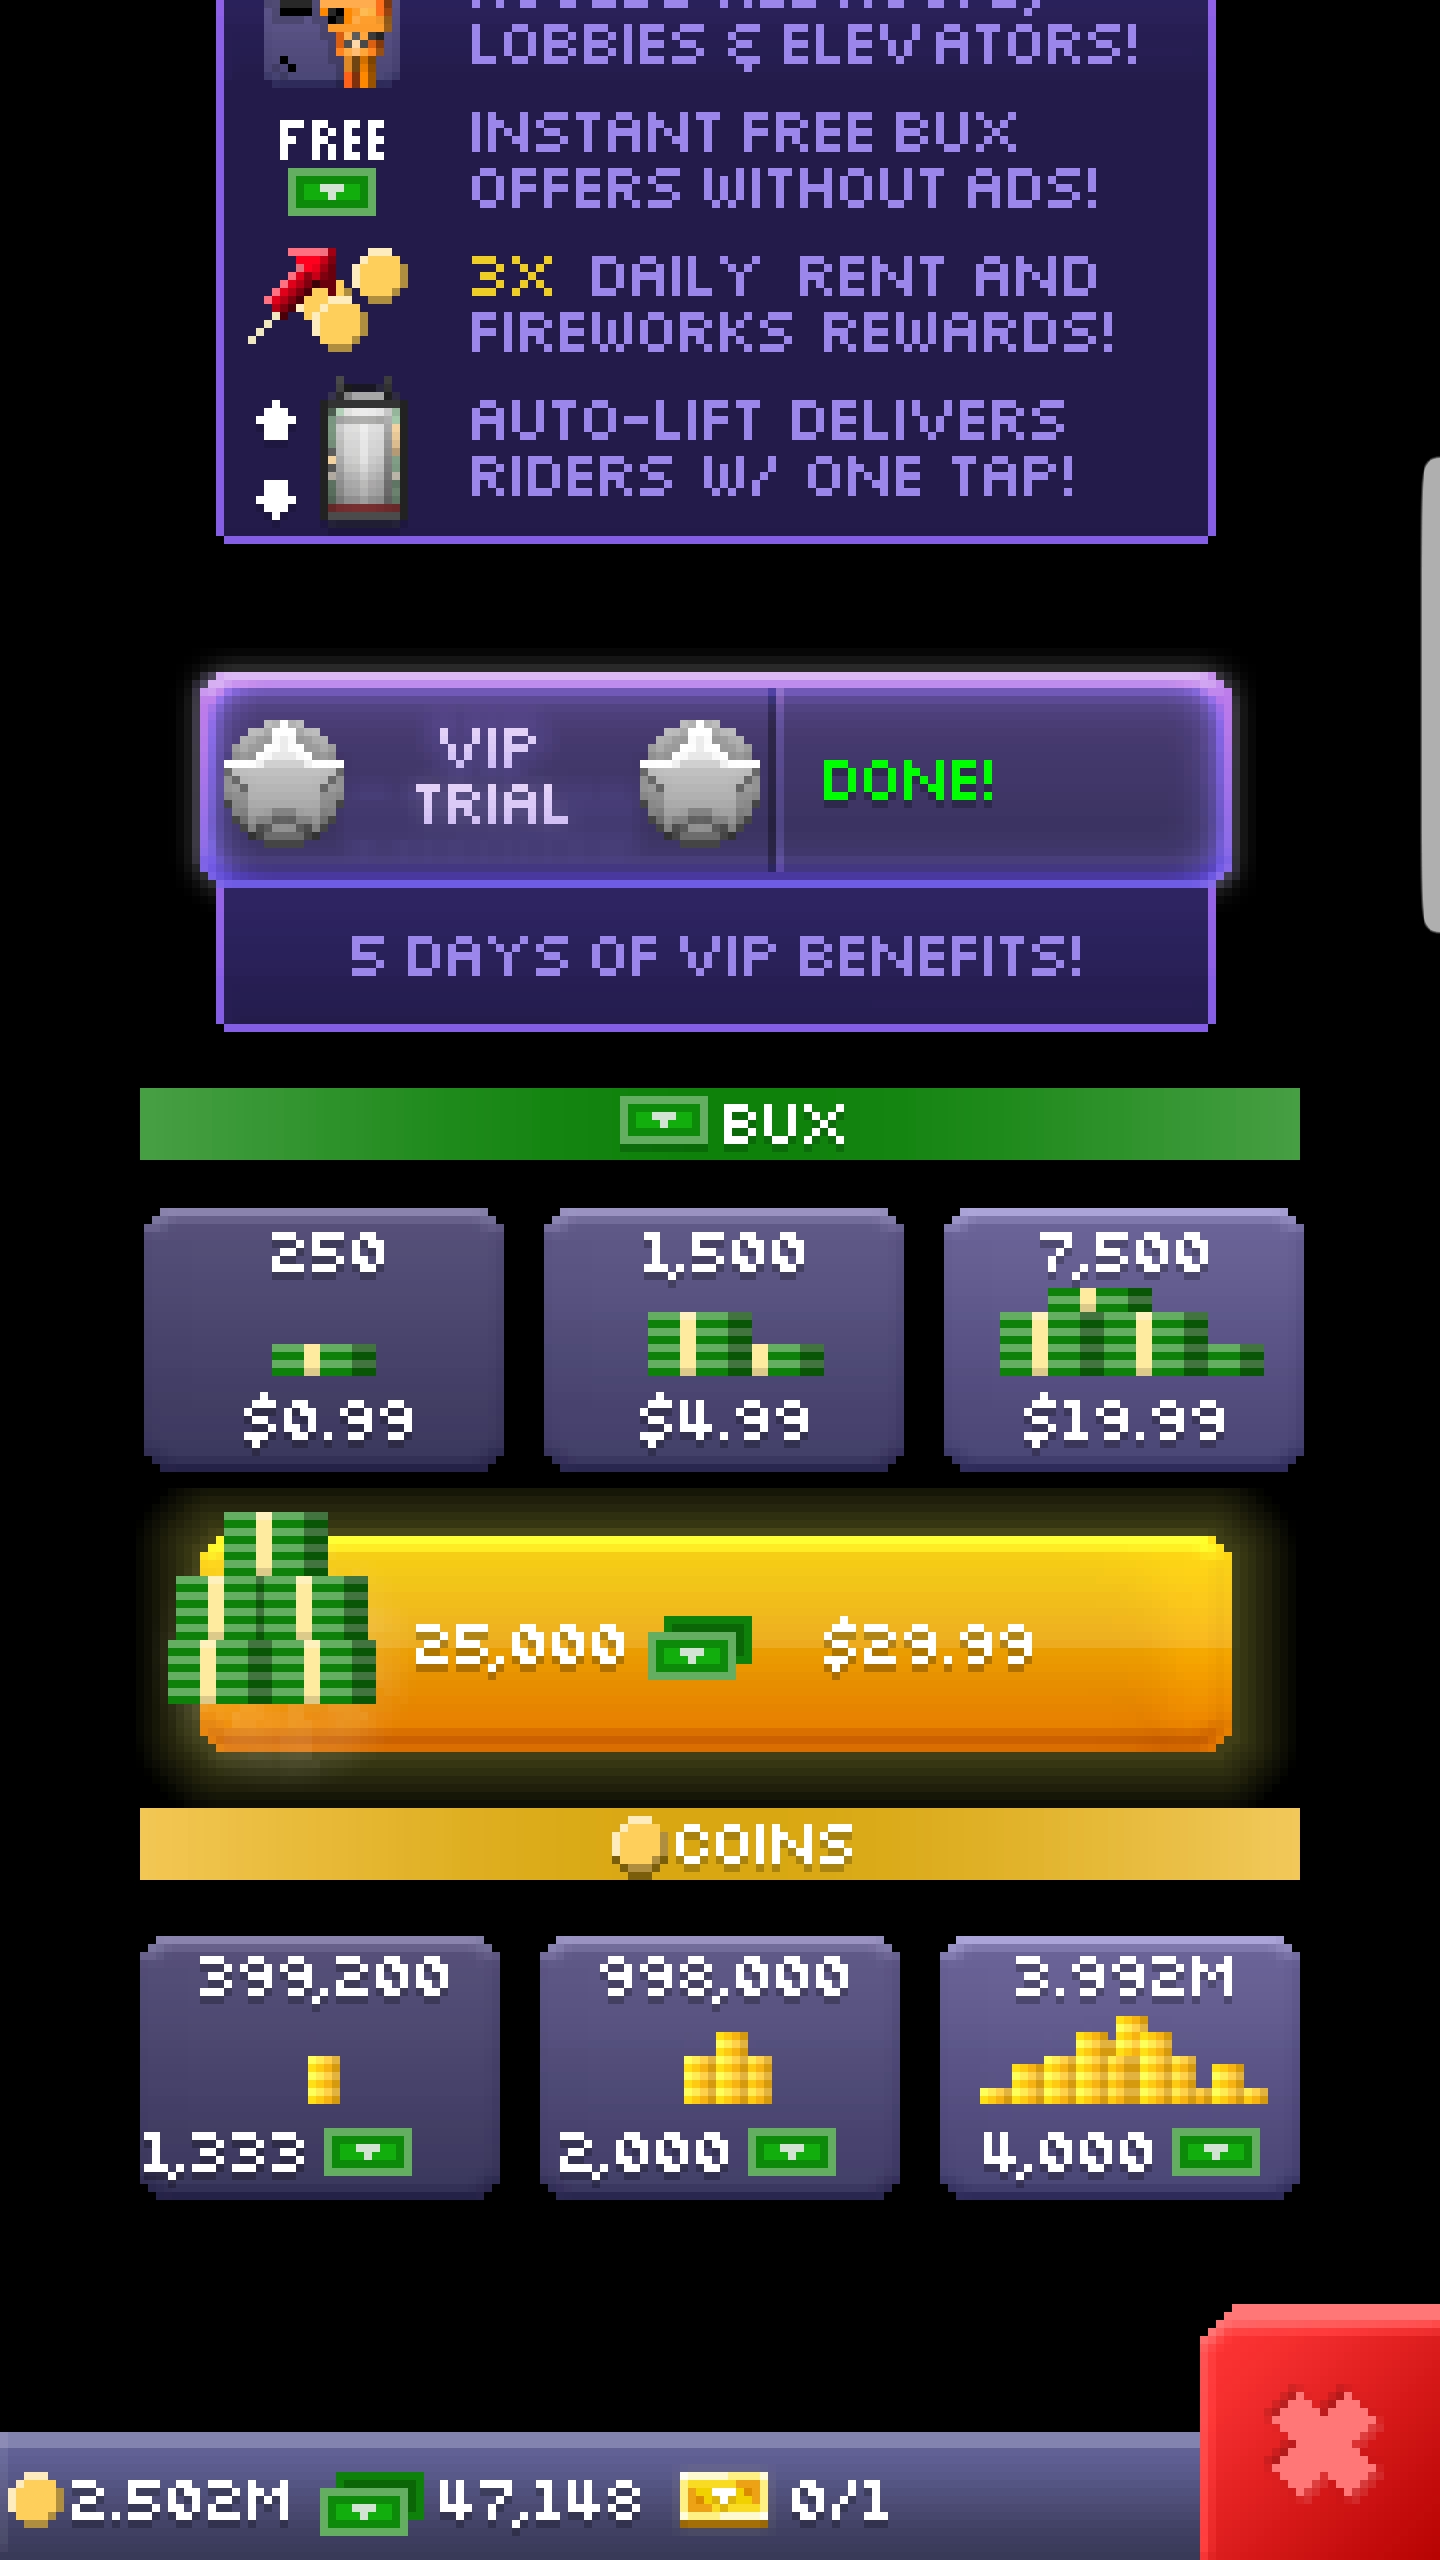 LOBBIES & ELEVATORS!
FREE
INSTANT FREE BUX
OFFERS WITHOUT ADS!
3X DAILY RENT AND
FIREWORKS REWARDS!
AUTO-LIFT DELIVERS
RIDERS W/ ONE TAP!
VIP
TRIAL
DONE!
5 DAYS OF VIP BENEFITS!
BUX
250 1,500 7,500
$0.99 $4.99 $19.99
25,000 $29.99
COINS
399,200 998,000 3.992M
1,333 2,000 4,000
2.502M 47,148 0/1